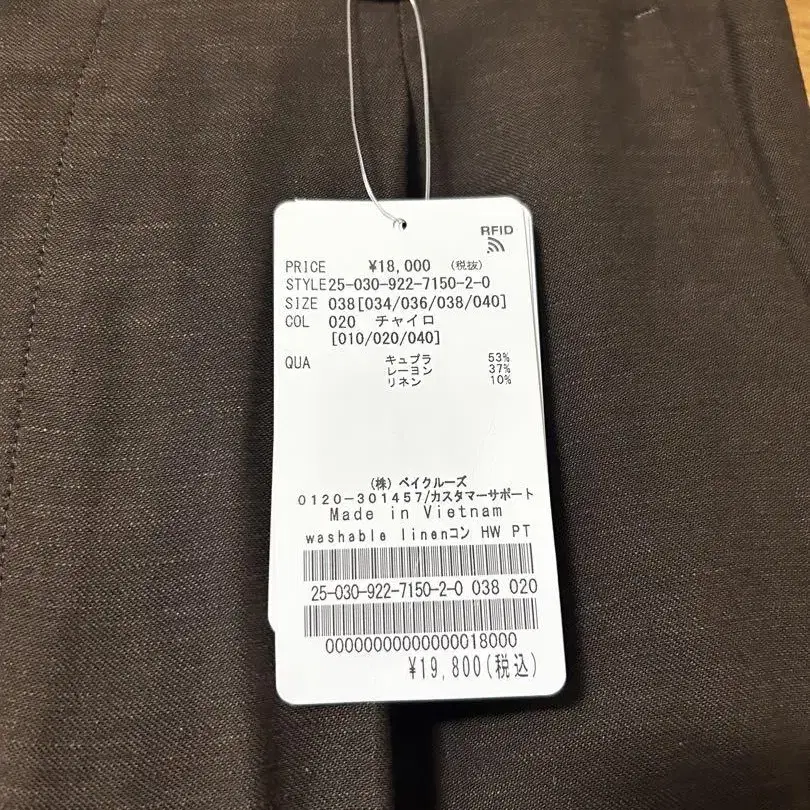 RFID
PRICE ¥18,000 (税抜)
STYLE25-030-922-7150-2-0
SIZE 038[034/036/038/040]
COL 020 チャイロ
[010/020/040]
QUA キュプラ 53%
レーヨン 37%
リネン 10%
(株) ベイクルーズ
0120-301457/カスタマーサポート
Made in Vietnam
washable linenコン HW PT
25-030-922-7150-2-0 038 020
00000000000000018000
¥19,800(税込)